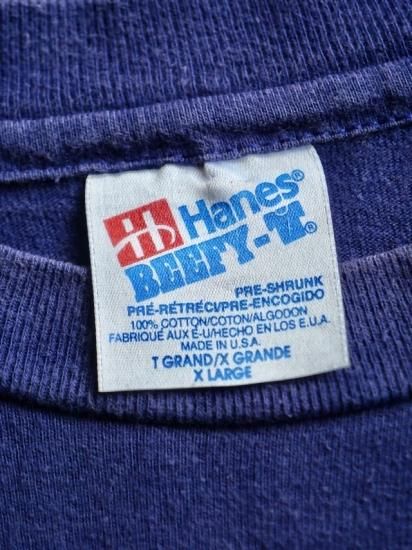 H Hanes®
BEEFY-T®
PRE-SHRUNK
PRÉ-RÉTRÉCI/PRE-ENCOGIDO
100% COTTON/COTON/ALGODON
FABRIQUÉ AUX É-U/HECHO EN LOS E.U.A.
MADE IN U.S.A.
T GRAND/X GRANDE
X LARGE